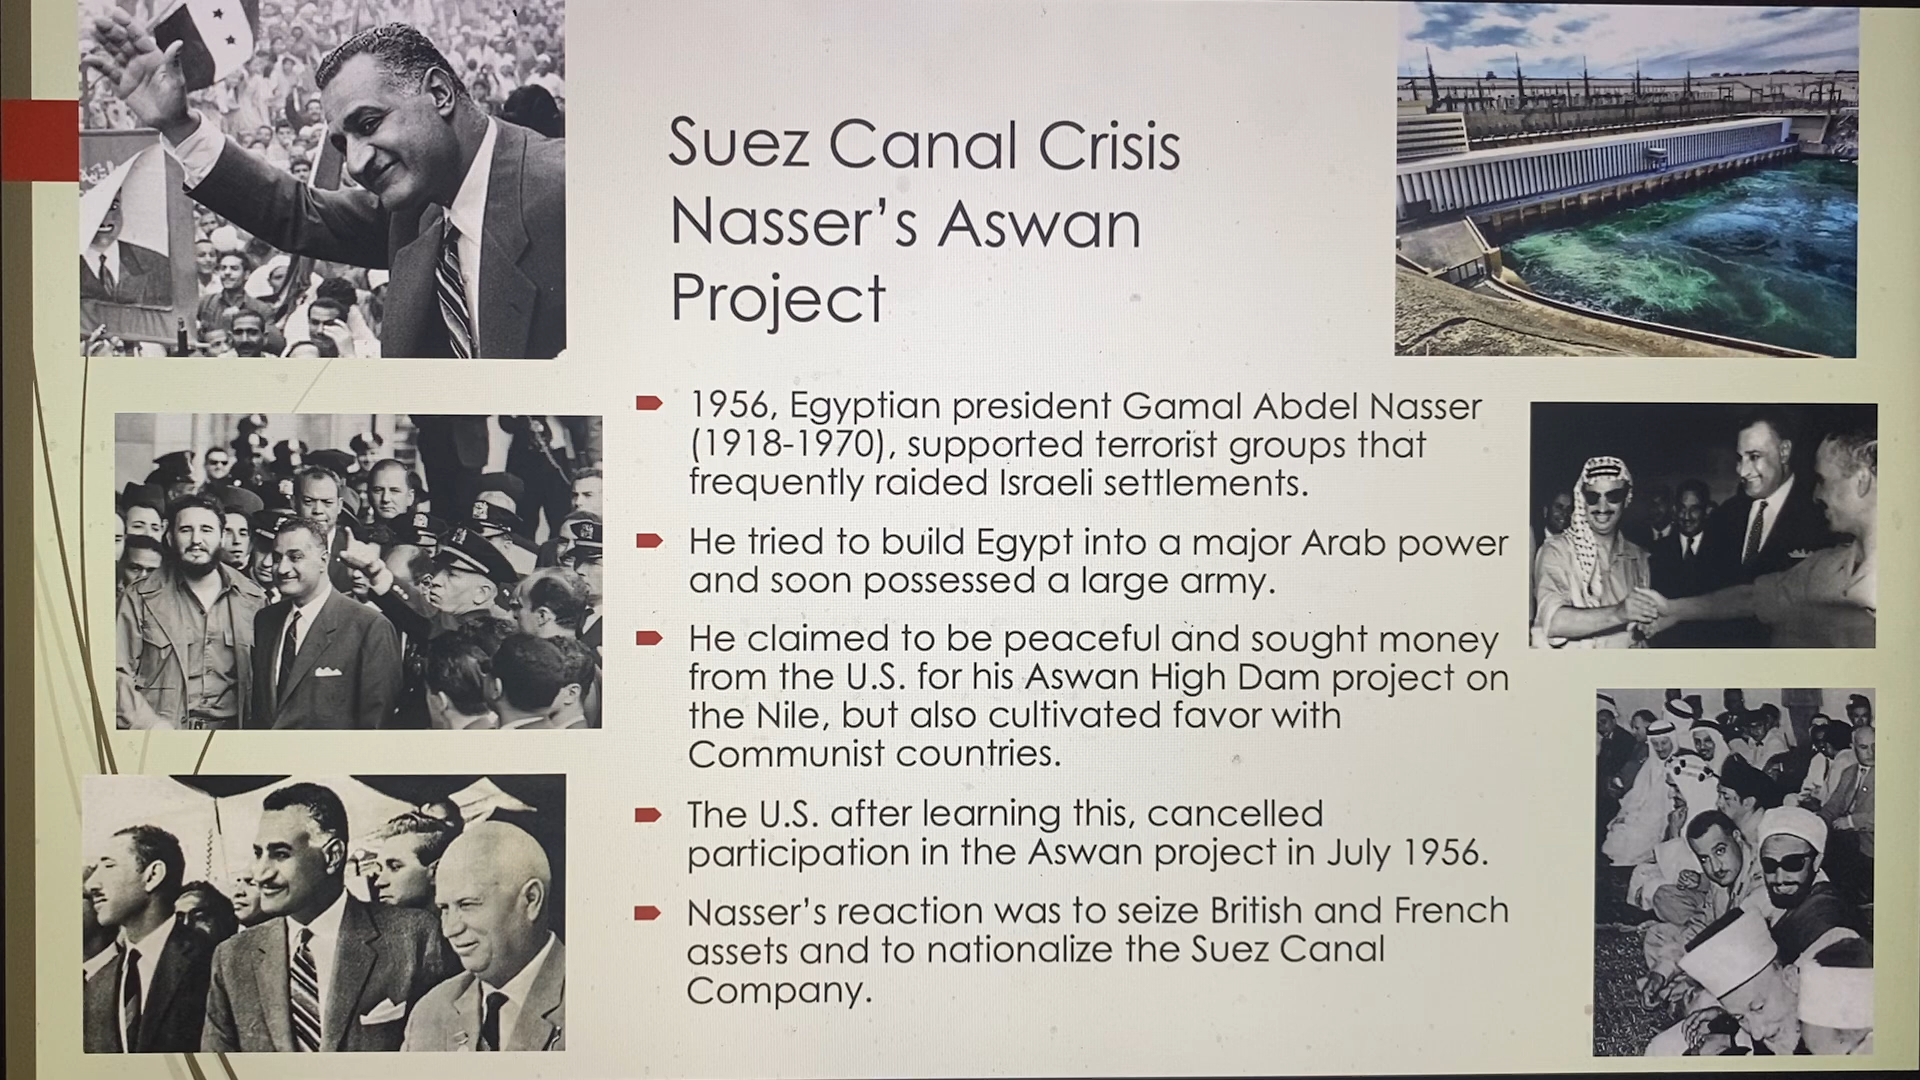 Suez Canal Crisis
Nasser's Aswan
Project
1956, Egyptian president Gamal Abdel Nasser
(1918-1970), supported terrorist groups that
frequently raided Israeli settlements.
He tried to build Egypt into a major Arab power
and soon possessed a large army.
He claimed to be peaceful and sought money
from the U.S. for his Aswan High Dam project on
the Nile, but also cultivated favor with
Communist countries.
The U.S. after learning this, cancelled
participation in the Aswan project in July 1956.
Nasser's reaction was to seize British and French
assets and to nationalize the Suez Canal
Company.